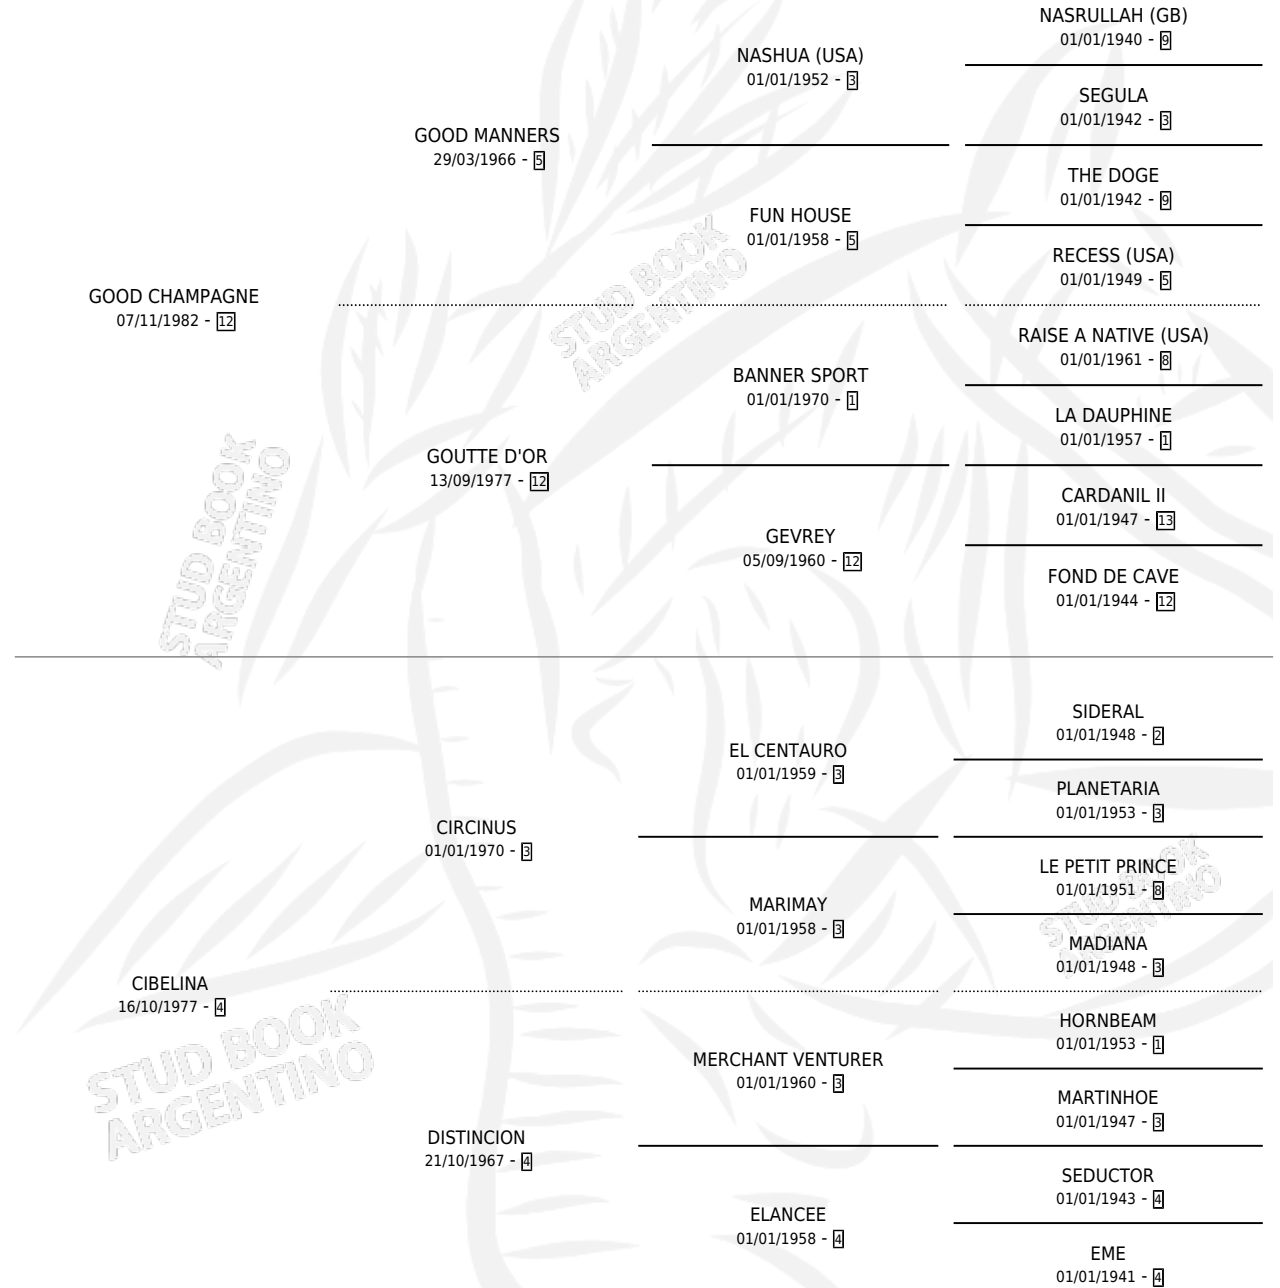 NASRULLAH (GB)
01/01/1940 - 9
NASHUA (USA)
01/01/1952 - 3
SEGULA
01/01/1942 - 3
GOOD MANNERS
29/03/1966 - 5
THE DOGE
01/01/1942 - 9
FUN HOUSE
01/01/1958 - 5
RECESS (USA)
01/01/1949 - 5
GOOD CHAMPAGNE
07/11/1982 - 12
RAISE A NATIVE (USA)
01/01/1961 - 8
BANNER SPORT
01/01/1970 - 1
LA DAUPHINE
01/01/1957 - 1
GOUTTE D'OR
13/09/1977 - 12
CARDANIL II
01/01/1947 - 13
GEVREY
05/09/1960 - 12
FOND DE CAVE
01/01/1944 - 12
SIDERAL
01/01/1948 - 2
EL CENTAURO
01/01/1959 - 3
PLANETARIA
01/01/1953 - 3
CIRCINUS
01/01/1970 - 3
LE PETIT PRINCE
01/01/1951 - 8
MARIMAY
01/01/1958 - 3
MADIANA
01/01/1948 - 3
CIBELINA
16/10/1977 - 4
HORNBEAM
01/01/1953 - 1
MERCHANT VENTURER
01/01/1960 - 3
MARTINHOE
01/01/1947 - 3
DISTINCION
21/10/1967 - 4
SEDUCTOR
01/01/1943 - 4
ELANCEE
01/01/1958 - 4
EME
01/01/1941 - 4
STUD BOOK
ARGENTINO
STUD BOOK
ARGENTINO
STUD BOOK
ARGENTINO
STUD BOOK
ARGENTINO